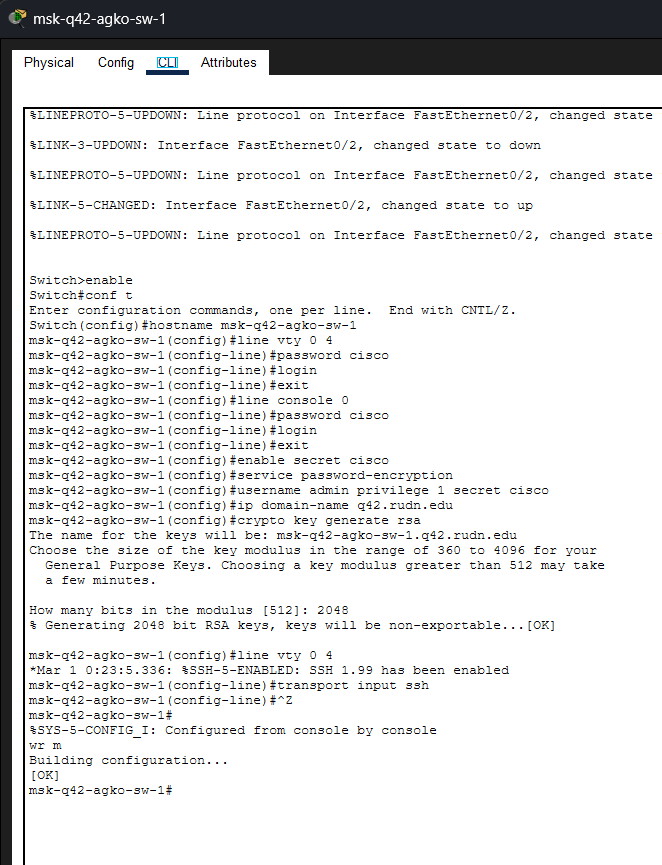 msk-q42-agko-sw-1
Physical Config CLI Attributes
%LINEPROTO-5-UPDOWN: Line protocol on Interface FastEthernet0/2, changed state
%LINK-3-UPDOWN: Interface FastEthernet0/2, changed state to down
%LINEPROTO-5-UPDOWN: Line protocol on Interface FastEthernet0/2, changed state
%LINK-5-CHANGED: Interface FastEthernet0/2, changed state to up
%LINEPROTO-5-UPDOWN: Line protocol on Interface FastEthernet0/2, changed state
Switch>enable
Switch#conf t
Enter configuration commands, one per line.  End with CNTL/Z.
Switch(config)#hostname msk-q42-agko-sw-1
msk-q42-agko-sw-1(config)#line vty 0 4
msk-q42-agko-sw-1(config-line)#password cisco
msk-q42-agko-sw-1(config-line)#login
msk-q42-agko-sw-1(config-line)#exit
msk-q42-agko-sw-1(config)#line console 0
msk-q42-agko-sw-1(config-line)#password cisco
msk-q42-agko-sw-1(config-line)#login
msk-q42-agko-sw-1(config-line)#exit
msk-q42-agko-sw-1(config)#enable secret cisco
msk-q42-agko-sw-1(config)#service password-encryption
msk-q42-agko-sw-1(config)#username admin privilege 1 secret cisco
msk-q42-agko-sw-1(config)#ip domain-name q42.rudn.edu
msk-q42-agko-sw-1(config)#crypto key generate rsa
The name for the keys will be: msk-q42-agko-sw-1.q42.rudn.edu
Choose the size of the key modulus in the range of 360 to 4096 for your
General Purpose Keys. Choosing a key modulus greater than 512 may take
a few minutes.
How many bits in the modulus [512]: 2048
% Generating 2048 bit RSA keys, keys will be non-exportable...[OK]
msk-q42-agko-sw-1(config)#line vty 0 4
*Mar 1 0:23:5.336: %SSH-5-ENABLED: SSH 1.99 has been enabled
msk-q42-agko-sw-1(config-line)#transport input ssh
msk-q42-agko-sw-1(config-line)#^Z
msk-q42-agko-sw-1#
%SYS-5-CONFIG_I: Configured from console by console
wr m
Building configuration...
[OK]
msk-q42-agko-sw-1#